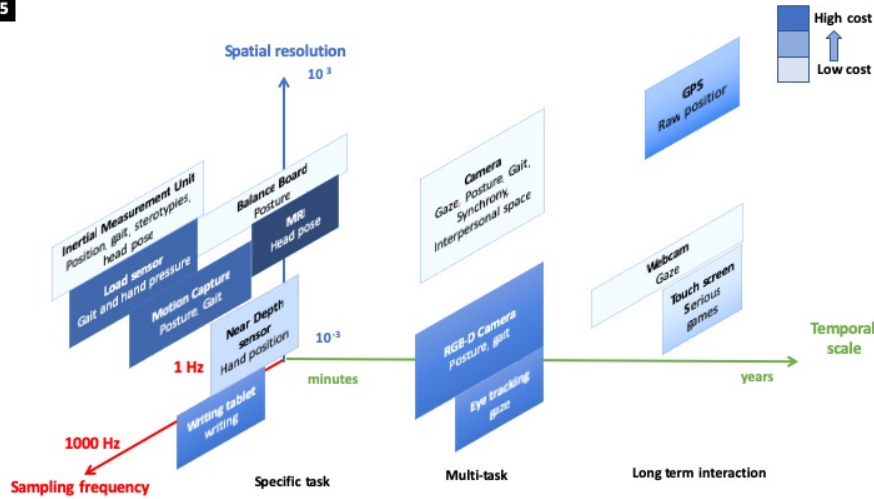 5
High cost
Low cost
Spatial resolution
10 3
GPS
Raw position
Camera
Gaze, Posture, Gait,
Synchrony,
Interpersonal space
Balance Board
Posture
Inertial Measurement Unit
Position, gait, sterotypies,
head pose
MRI
Head pose
Load sensor
Gait and hand pressure
Motion Capture
Posture, Gait
Webcam
Gaze
Touch screen
Serious
games
Near Depth
sensor
Hand position
10-3
RGB-D Camera
Posture, gait
Temporal
scale
1 Hz
minutes
years
Eye tracking
gaze
Writing tablet
writing
1000 Hz
Sampling frequency
Specific task
Multi-task
Long term interaction